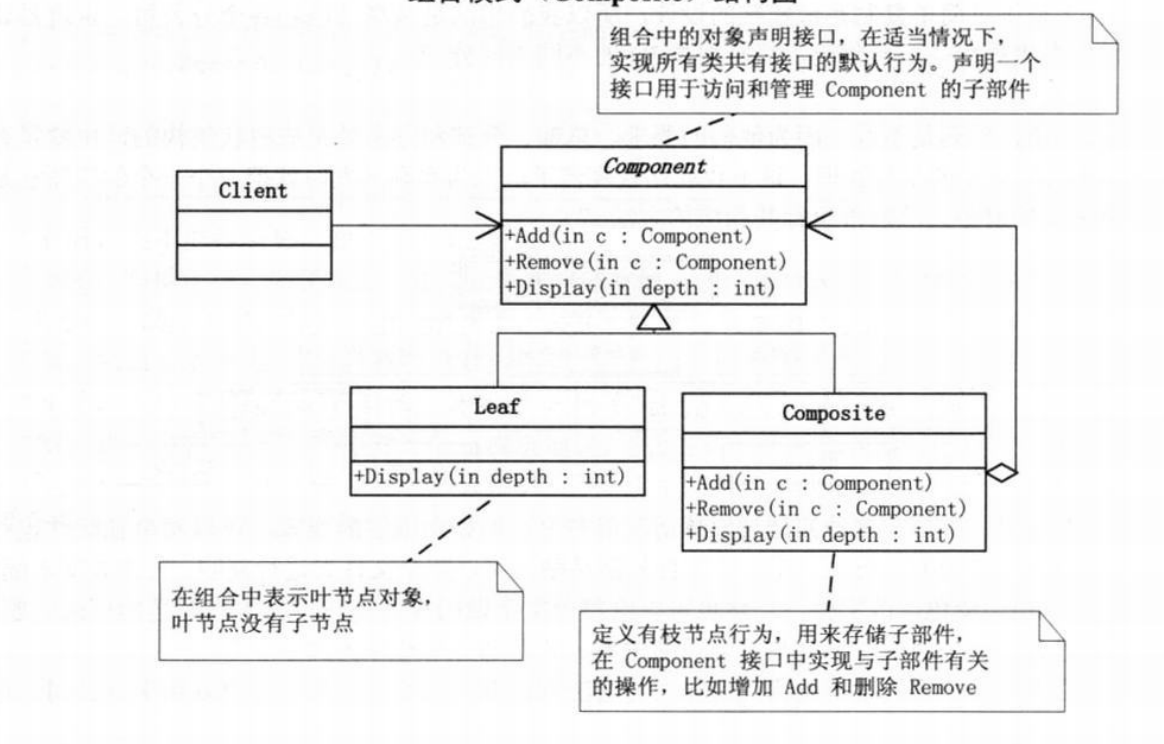 组合中的对象声明接口，在适当情况下，
实现所有类共有接口的默认行为。声明一个
接口用于访问和管理 Component 的子部件
Component
Client
+Add(in c : Component)
+Remove(in c : Component)
+Display(in depth : int)
Leaf
+Display(in depth : int)
Composite
+Add(in c : Component)
+Remove(in c : Component)
+Display(in depth : int)
在组合中表示叶节点对象，
叶节点没有子节点
定义有枝节点行为，用来存储子部件，
在 Component 接口中实现与子部件有关
的操作，比如增加 Add 和删除 Remove